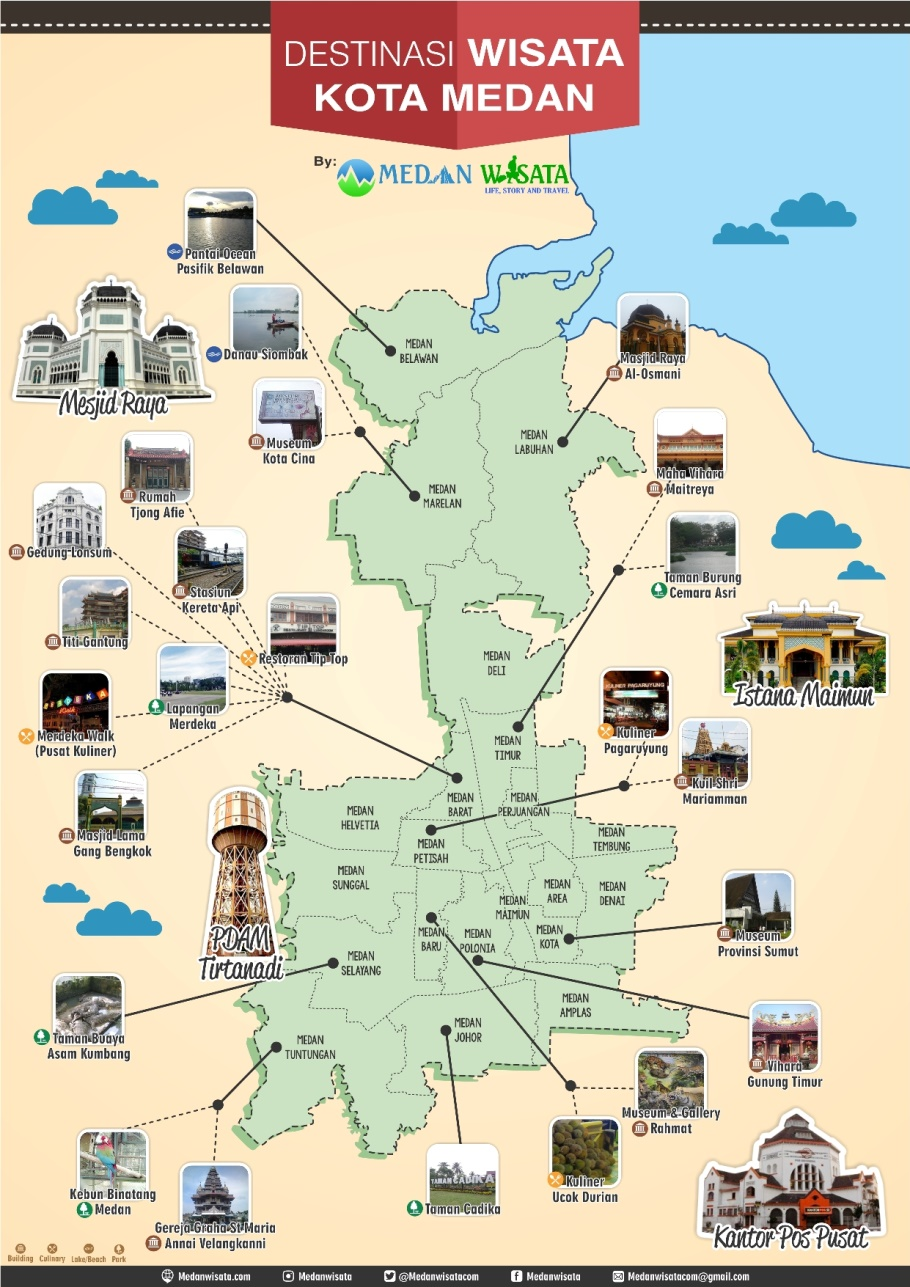 DESTINASI WISATA
KOTA MEDAN
By: MEDAN WISATA
LIFE, STORY AND TRAVEL
Pantai Ocean
Pasifik Belawan
MEDAN
BELAWAN
Danau Siombak
Masjid Raya
Al-Osmani
Mesjid Raya
Museum
Kota Cina
MEDAN
LABUHAN
Maha Vihara
Maitreya
Rumah
Tjong Afie
MEDAN
MARELAN
Gedung Lonsum
Stasiun
Kereta Api
Taman Burung
Cemara Asri
Titi Gantung
Restoran Tip Top
MEDAN
DELI
Istana Maimun
Lapangan
Merdeka
MERDEKA
Walk
Merdeka Walk
(Pusat Kuliner)
KULINER PAGARUYUNG
Kuliner
Pagaruyung
MEDAN
TIMUR
Kuil Shri
Mariamman
Masjid Lama
Gang Bengkok
MEDAN
HELVETIA
MEDAN
BARAT
MEDAN
PERJUANGAN
MEDAN
TEMBUNG
MEDAN
PETISAH
MEDAN
SUNGGAL
MEDAN
AREA
MEDAN
DENAI
MEDAN
MAIMUN
PDAM
Tirtanadi
MEDAN
BARU
MEDAN
POLONIA
MEDAN
KOTA
Museum
Provinsi Sumut
MEDAN
SELAYANG
MEDAN
AMPLAS
Taman Buaya
Asam Kumbang
MEDAN
TUNTUNGAN
MEDAN
JOHOR
Vihara
Gunung Timur
Museum & Gallery
Rahmat
Kebun Binatang
Medan
Gereja Graha St Maria
Annai Velangkanni
TAMAN CADIKA
Taman Cadika
Kuliner
Ucok Durian
Kantor Pos Pusat
Building Culinary Lake/Beach Park
Medanwisata.com Medanwisata @Medanwisatacom Medanwisata Medanwisatacom@gmail.com